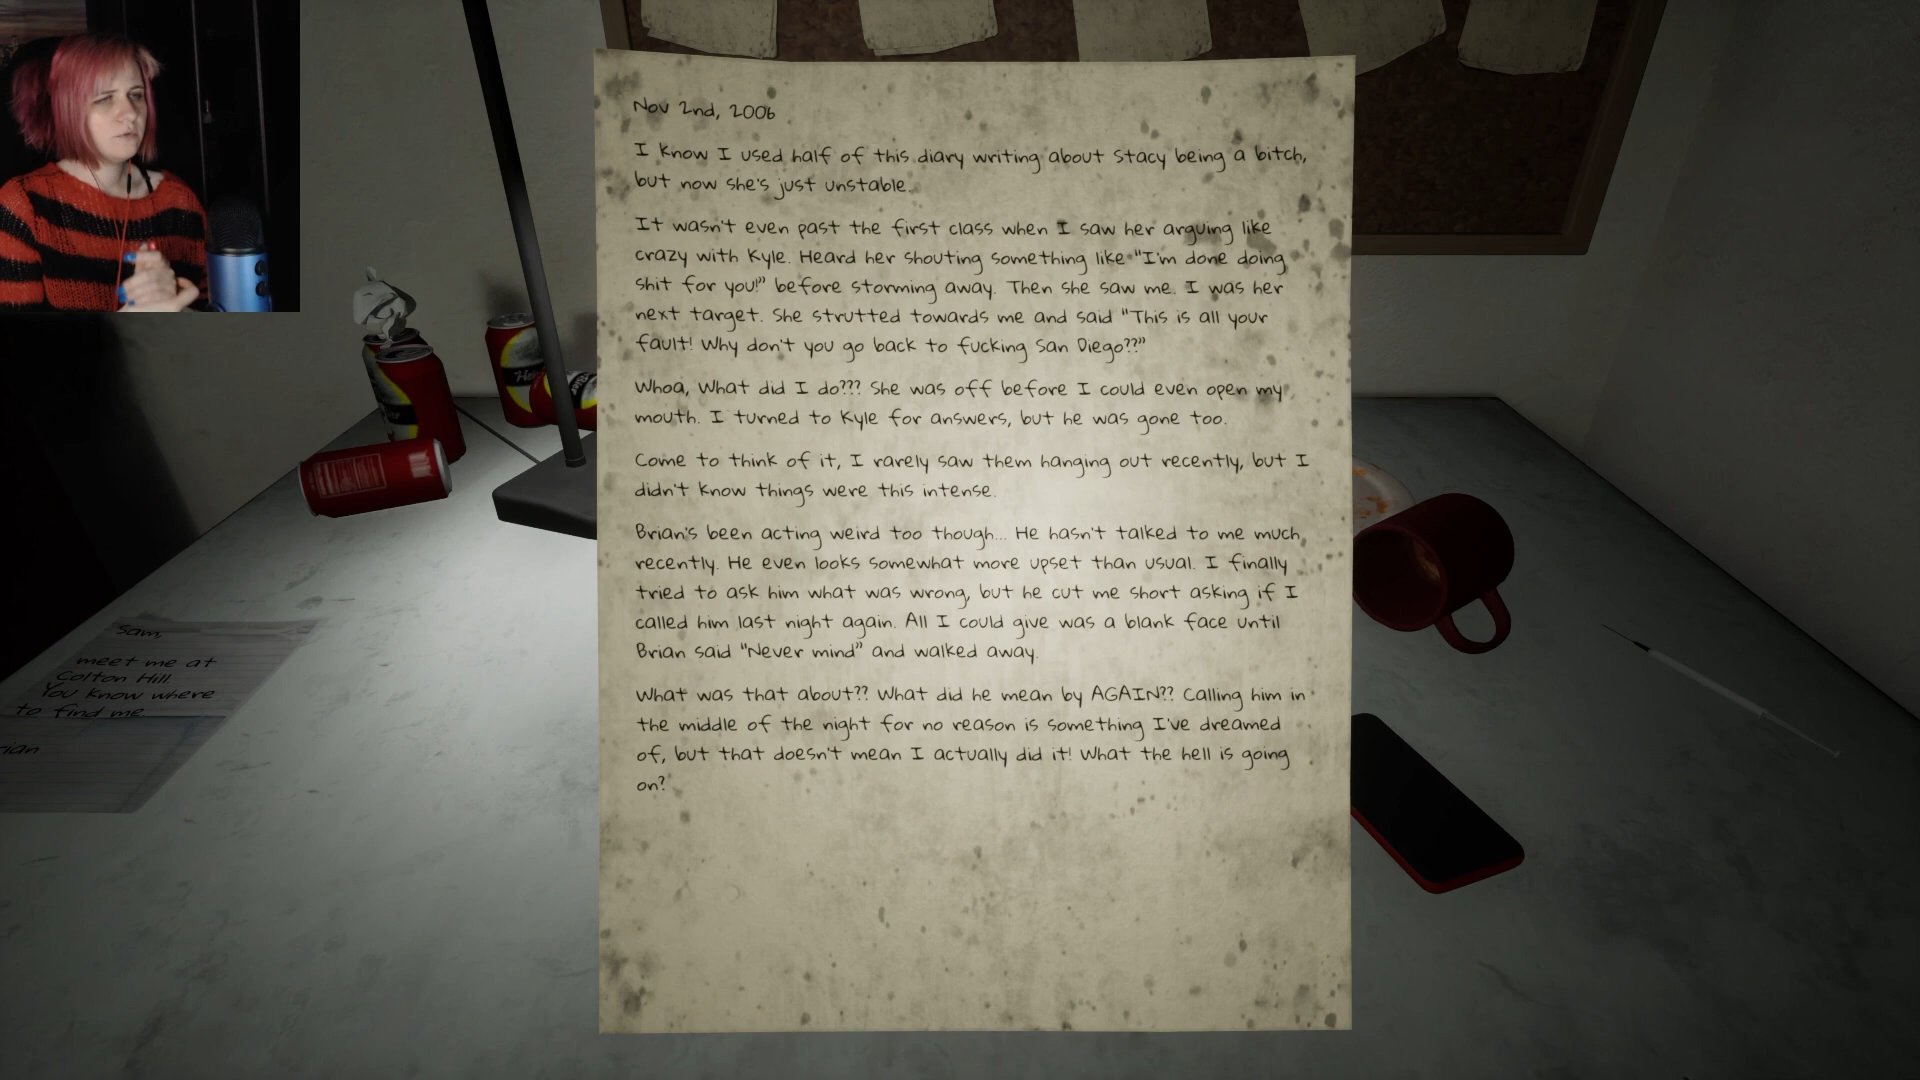 Nov 2nd, 2006
I know I used half of this diary writing about Stacy being a bitch,
but now she's just unstable.
It wasn't even past the first class when I saw her arguing like
crazy with Kyle. Heard her shouting something like "I'm done doing
shit for you!" before storming away. Then she saw me. I was her
next target. She strutted towards me and said "This is all your
fault! Why don't you go back to fucking San Diego??"
Whoa, What did I do??? She was off before I could even open my
mouth. I turned to Kyle for answers, but he was gone too.
Come to think of it, I rarely saw them hanging out recently, but I
didn't know things were this intense.
Brian's been acting weird too though... He hasn't talked to me much
recently. He even looks somewhat more upset than usual. I finally
tried to ask him what was wrong, but he cut me short asking if I
called him last night again. All I could give was a blank face until
Brian said "Never mind" and walked away.
What was that about?? What did he mean by AGAIN?? Calling him in
the middle of the night for no reason is something I've dreamed
of, but that doesn't mean I actually did it! What the hell is going
on?
Sam,
meet me at
Colton Hill.
You know where
to find me.
rian